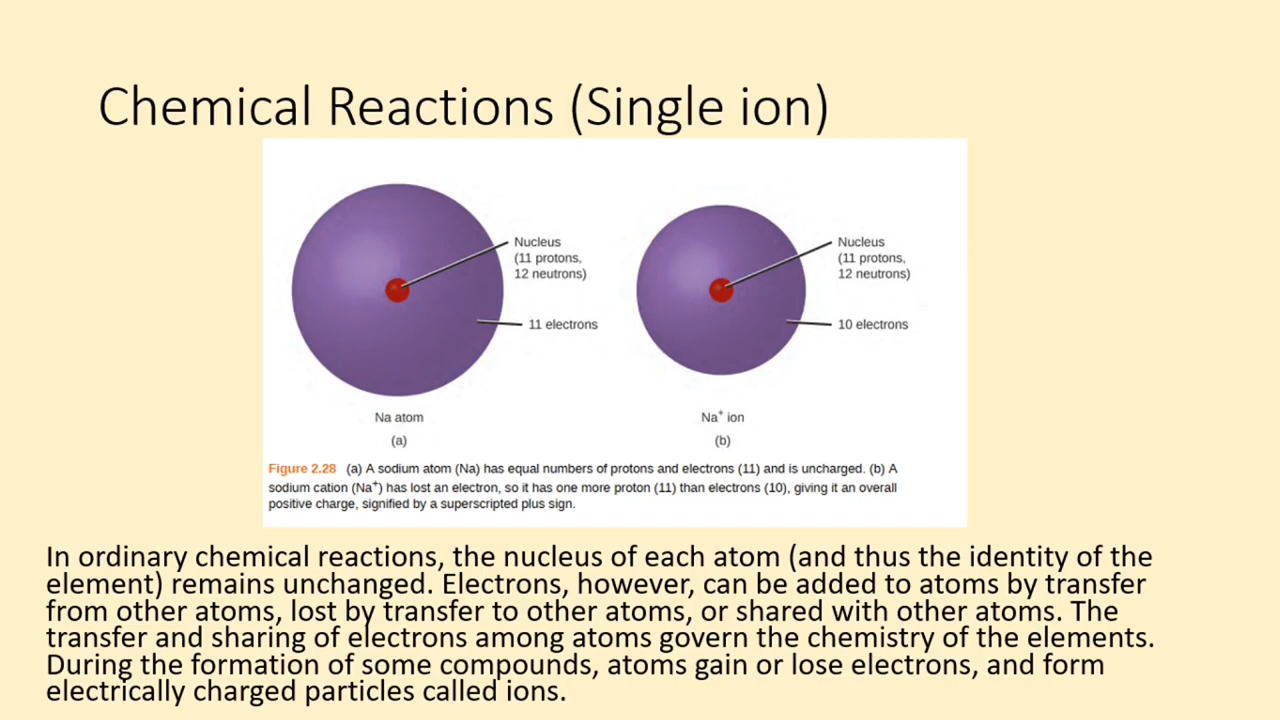 Chemical Reactions (Single ion)
Nucleus
(11 protons,
12 neutrons)
11 electrons
Na atom
(a)
Nucleus
(11 protons,
12 neutrons)
10 electrons
Na⁺ ion
(b)
Figure 2.28 (a) A sodium atom (Na) has equal numbers of protons and electrons (11) and is uncharged. (b) A
sodium cation (Na⁺) has lost an electron, so it has one more proton (11) than electrons (10), giving it an overall
positive charge, signified by a superscripted plus sign.
In ordinary chemical reactions, the nucleus of each atom (and thus the identity of the
element) remains unchanged. Electrons, however, can be added to atoms by transfer
from other atoms, lost by transfer to other atoms, or shared with other atoms. The
transfer and sharing of electrons among atoms govern the chemistry of the elements.
During the formation of some compounds, atoms gain or lose electrons, and form
electrically charged particles called ions.